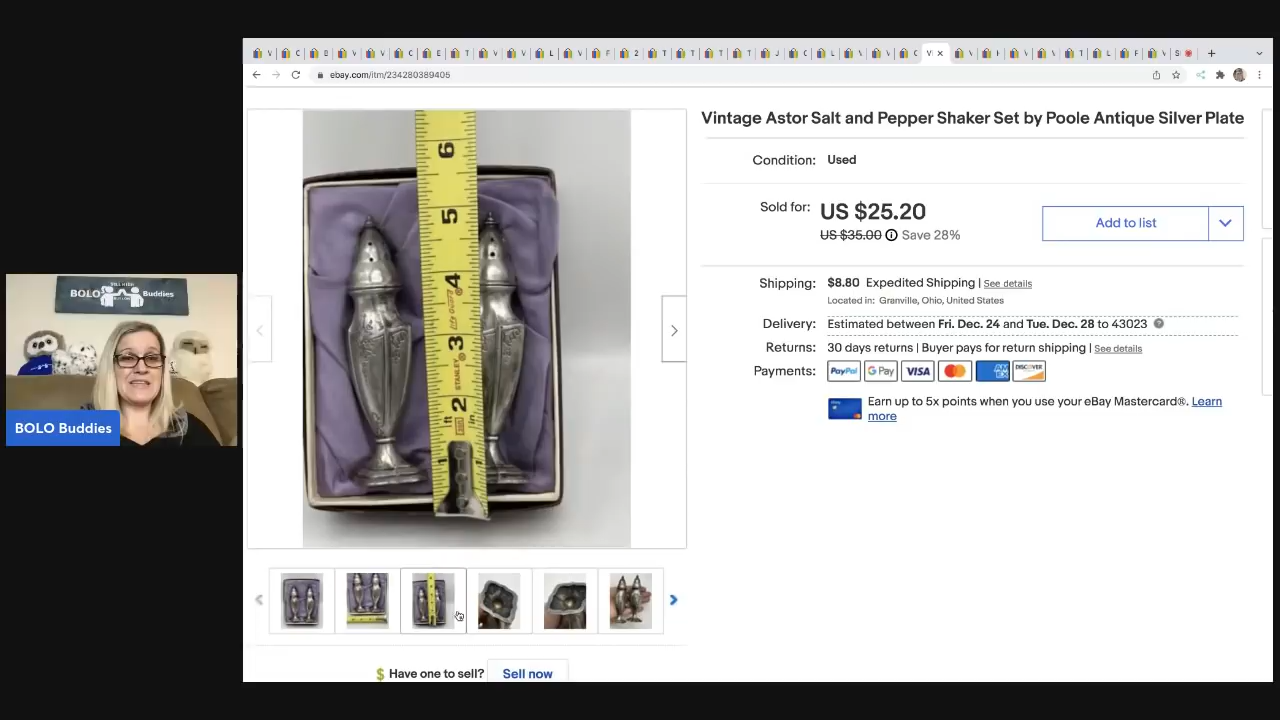 ebay.com/itm/234280389405
BOLO Buddies
BOLO Buddies
6
5
4
3
STANLEY
2
1
Vintage Astor Salt and Pepper Shaker Set by Poole Antique Silver Plate
Condition: Used
Sold for: US $25.20
US $35.00 Save 28%
Add to list
Shipping: $8.80 Expedited Shipping | See details
Located in: Granville, Ohio, United States
Delivery: Estimated between Fri. Dec. 24 and Tue. Dec. 28 to 43023
Returns: 30 days returns | Buyer pays for return shipping | See details
Payments: PayPal G Pay VISA DISCOVER
Earn up to 5x points when you use your eBay Mastercard®. Learn
more
$ Have one to sell? Sell now